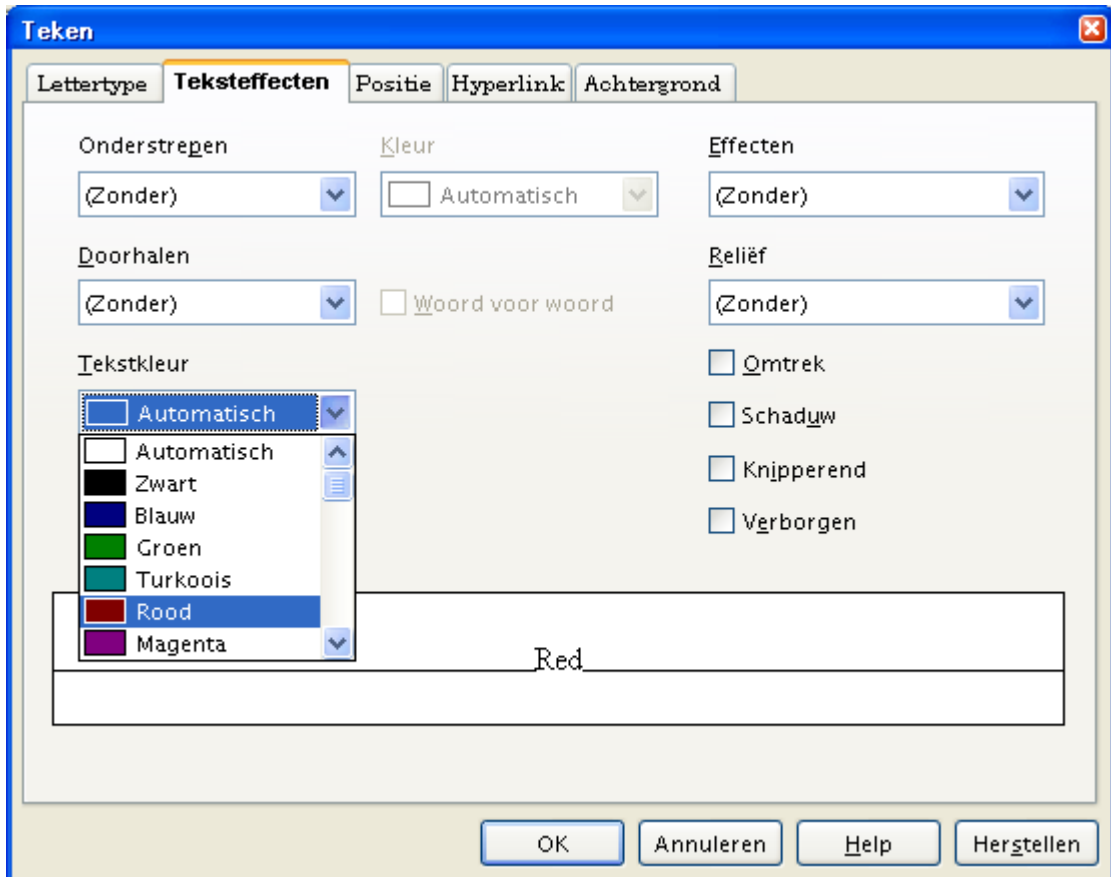 Teken
Lettertype Teksteffecten Positie Hyperlink Achtergrond
Onderstrepen Kleur Effecten
(Zonder) Automatisch (Zonder)
Doorhalen Reliëf
(Zonder) Woord voor woord (Zonder)
Tekstkleur Omtrek
Automatisch Schaduw
Automatisch Knipperend
Zwart
Blauw Verborgen
Groen
Turkoois
Rood
Magenta
Red
OK Annuleren Help Herstellen